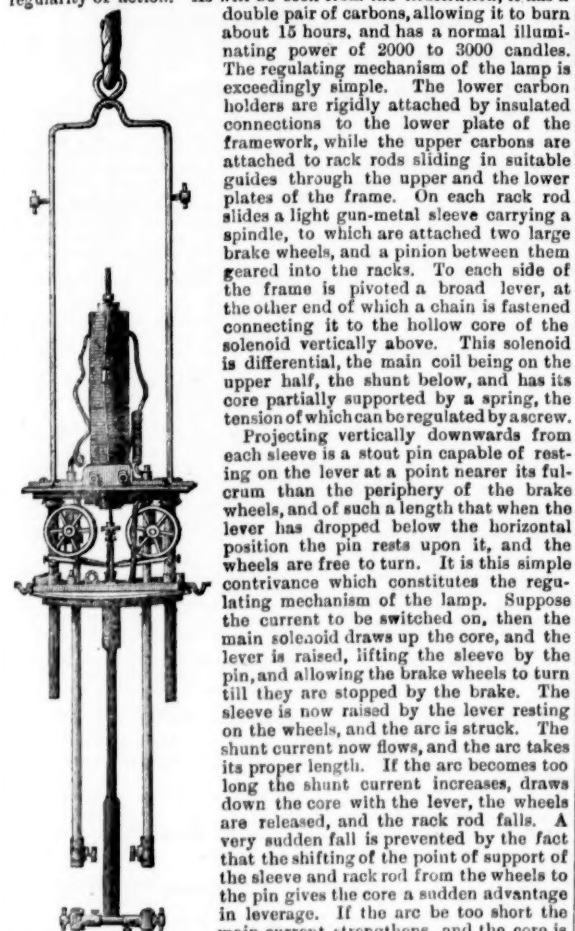 double pair of carbons, allowing it to burn
about 15 hours, and has a normal illumi-
nating power of 2000 to 3000 candles.
The regulating mechanism of the lamp is
exceedingly simple. The lower carbon
holders are rigidly attached by insulated
connections to the lower plate of the
framework, while the upper carbons are
attached to rack rods sliding in suitable
guides through the upper and the lower
plates of the frame. On each rack rod
slides a light gun-metal sleeve carrying a
spindle, to which are attached two large
brake wheels, and a pinion between them
geared into the racks. To each side of
the frame is pivoted a broad lever, at
the other end of which a chain is fastened
connecting it to the hollow core of the
solenoid vertically above. This solenoid
is differential, the main coil being on the
upper half, the shunt below, and has its
core partially supported by a spring, the
tension of which can be regulated by a screw.
Projecting vertically downwards from
each sleeve is a stout pin capable of rest-
ing on the lever at a point nearer its ful-
crum than the periphery of the brake
wheels, and of such a length that when the
lever has dropped below the horizontal
position the pin rests upon it, and the
wheels are free to turn. It is this simple
contrivance which constitutes the regu-
lating mechanism of the lamp. Suppose
the current to be switched on, then the
main solenoid draws up the core, and the
lever is raised, lifting the sleeve by the
pin, and allowing the brake wheels to turn
till they are stopped by the brake. The
sleeve is now raised by the lever resting
on the wheels, and the arc is struck. The
shunt current now flows, and the arc takes
its proper length. If the arc becomes too
long the shunt current increases, draws
down the core with the lever, the wheels
are released, and the rack rod falls. A
very sudden fall is prevented by the fact
that the shifting of the point of support of
the sleeve and rack rod from the wheels to
the pin gives the core a sudden advantage
in leverage. If the arc be too short the
main current strengthens, and the core is